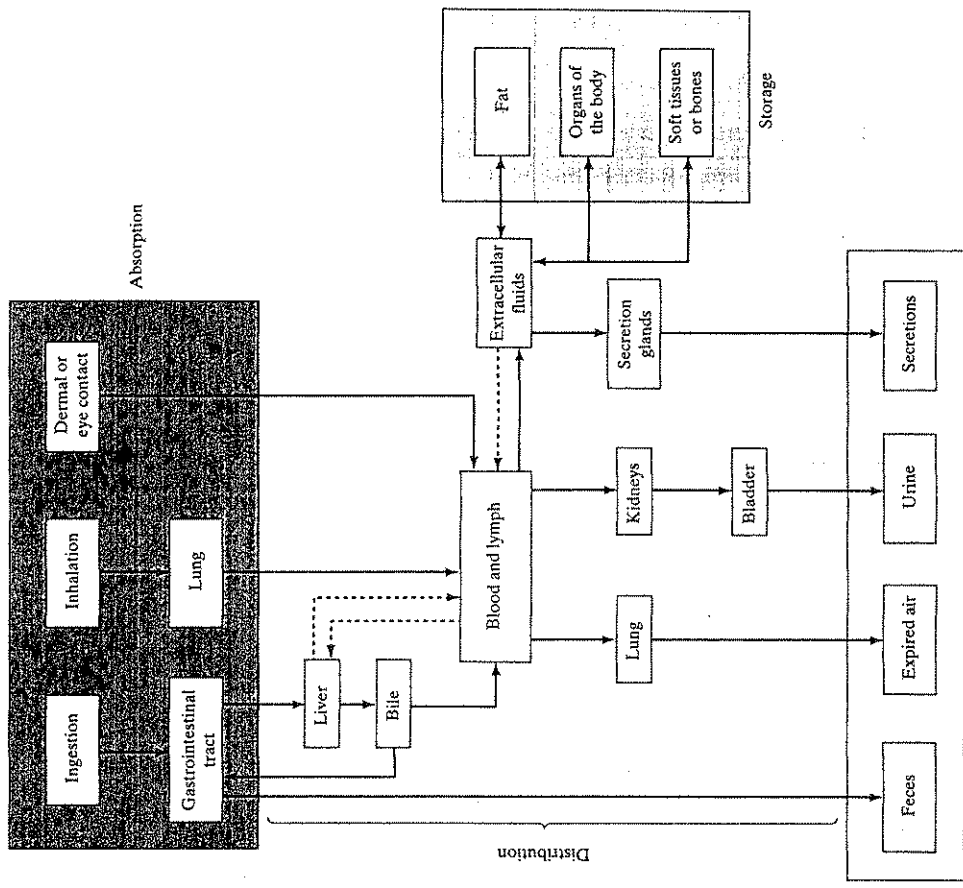 Absorption
Ingestion
Inhalation
Dermal or
eye contact
Gastrointestinal
tract
Lung
Liver
Bile
Blood and lymph
Extracellular
fluids
Fat
Organs of
the body
Soft tissues
or bones
Storage
Lung
Kidneys
Bladder
Secretion
glands
Distribution
Feces
Expired air
Urine
Secretions